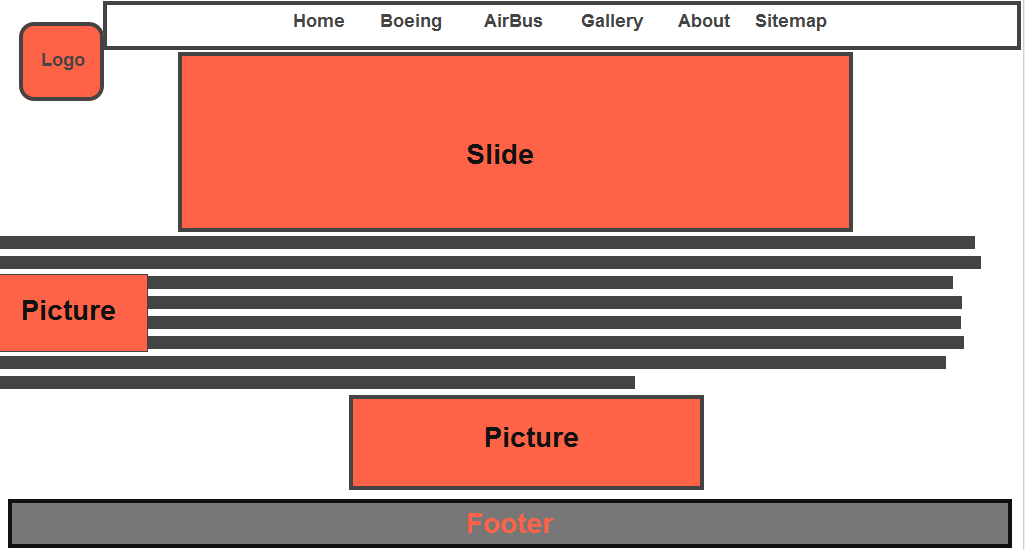 Home Boeing AirBus Gallery About Sitemap
Logo
Slide
Picture
Picture
Footer